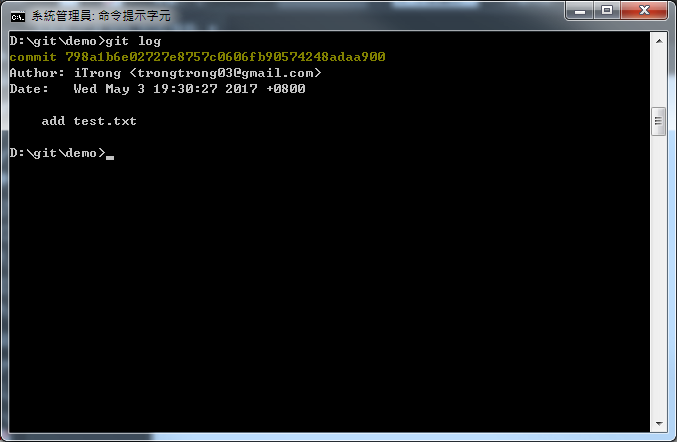 系統管理員: 命令提示字元
D:\git\demo>git log
commit 798a1b6e02727e8757c0606fb90574248adaa900
Author: iTrong <trongtrong03@gmail.com>
Date:   Wed May 3 19:30:27 2017 +0800
    add test.txt
D:\git\demo>